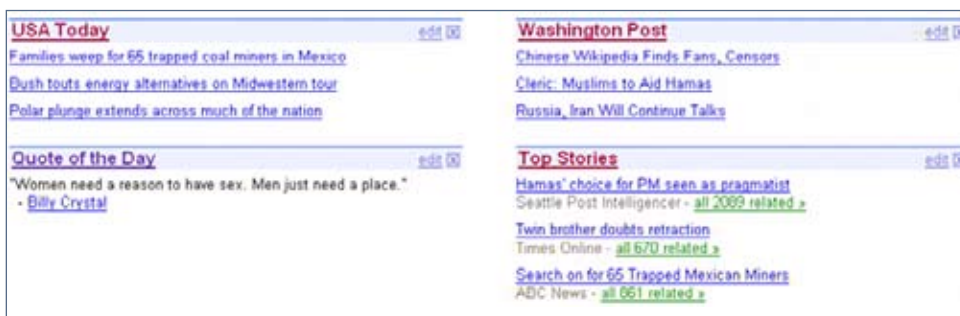 USA Today edit
Families weep for 65 trapped coal miners in Mexico
Bush touts energy alternatives on Midwestern tour
Polar plunge extends across much of the nation
Quote of the Day edit
"Women need a reason to have sex. Men just need a place."
- Billy Crystal
Washington Post edit
Chinese Wikipedia Finds Fans, Censors
Cleric: Muslims to Aid Hamas
Russia, Iran Will Continue Talks
Top Stories edit
Hamas' choice for PM seen as pragmatist
Seattle Post Intelligencer - all 2089 related »
Twin brother doubts retraction
Times Online - all 670 related »
Search on for 65 Trapped Mexican Miners
ABC News - all 861 related »